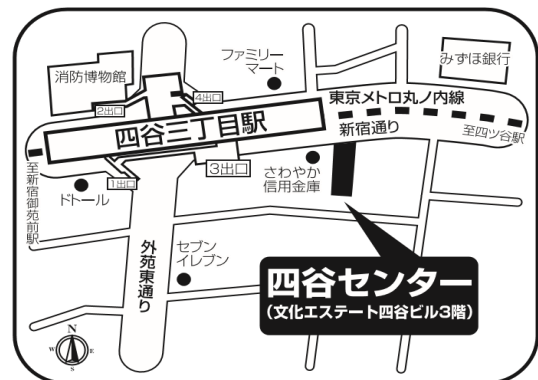 ファミリー
マート
みずほ銀行
消防博物館
4出口
2出口
東京メトロ丸ノ内線
四谷三丁目駅
新宿通り
至四ツ谷駅
3出口
さわやか
信用金庫
1出口
ドトール
至新宿御苑前駅
外苑東通り
セブン
イレブン
四谷センター
(文化エステート四谷ビル3階)
N
W
E
S